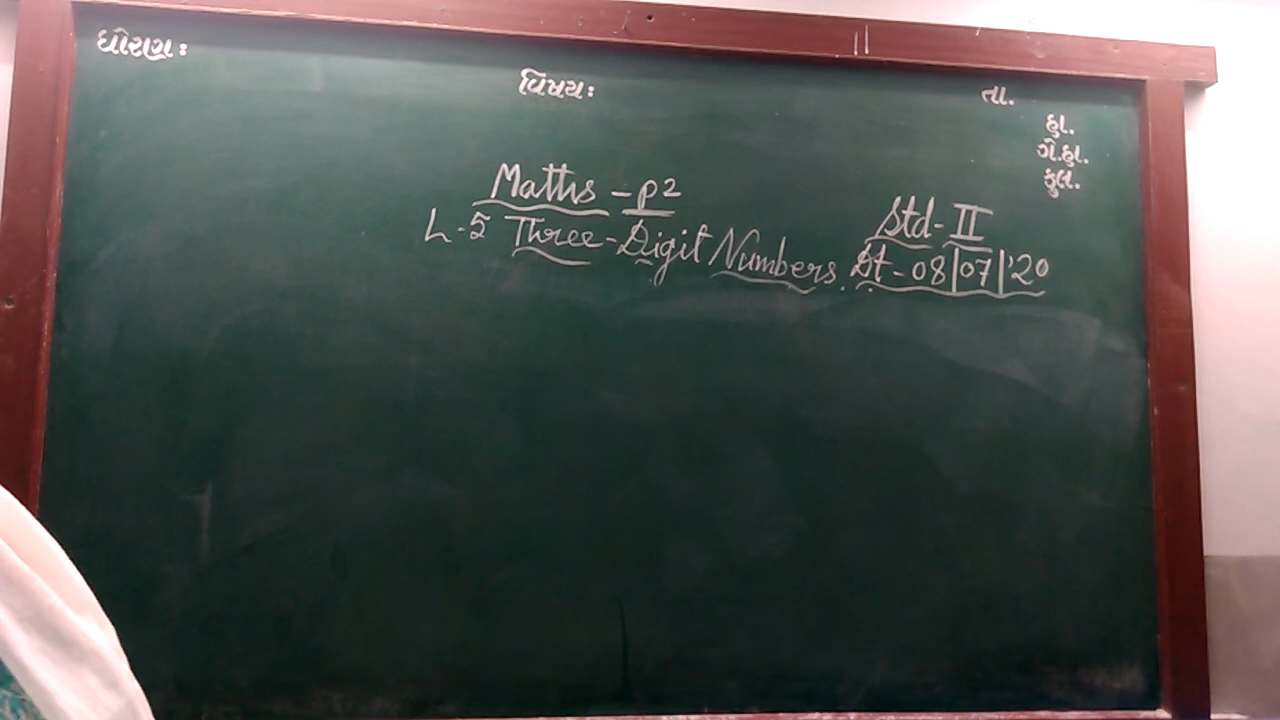 ધોરણઃ
વિષયઃ
તા.
હા.
ગે.હા.
કુલ.
Maths - P2
Std - II
L-5 Three-Digit Numbers.
Dt - 08|07|'20